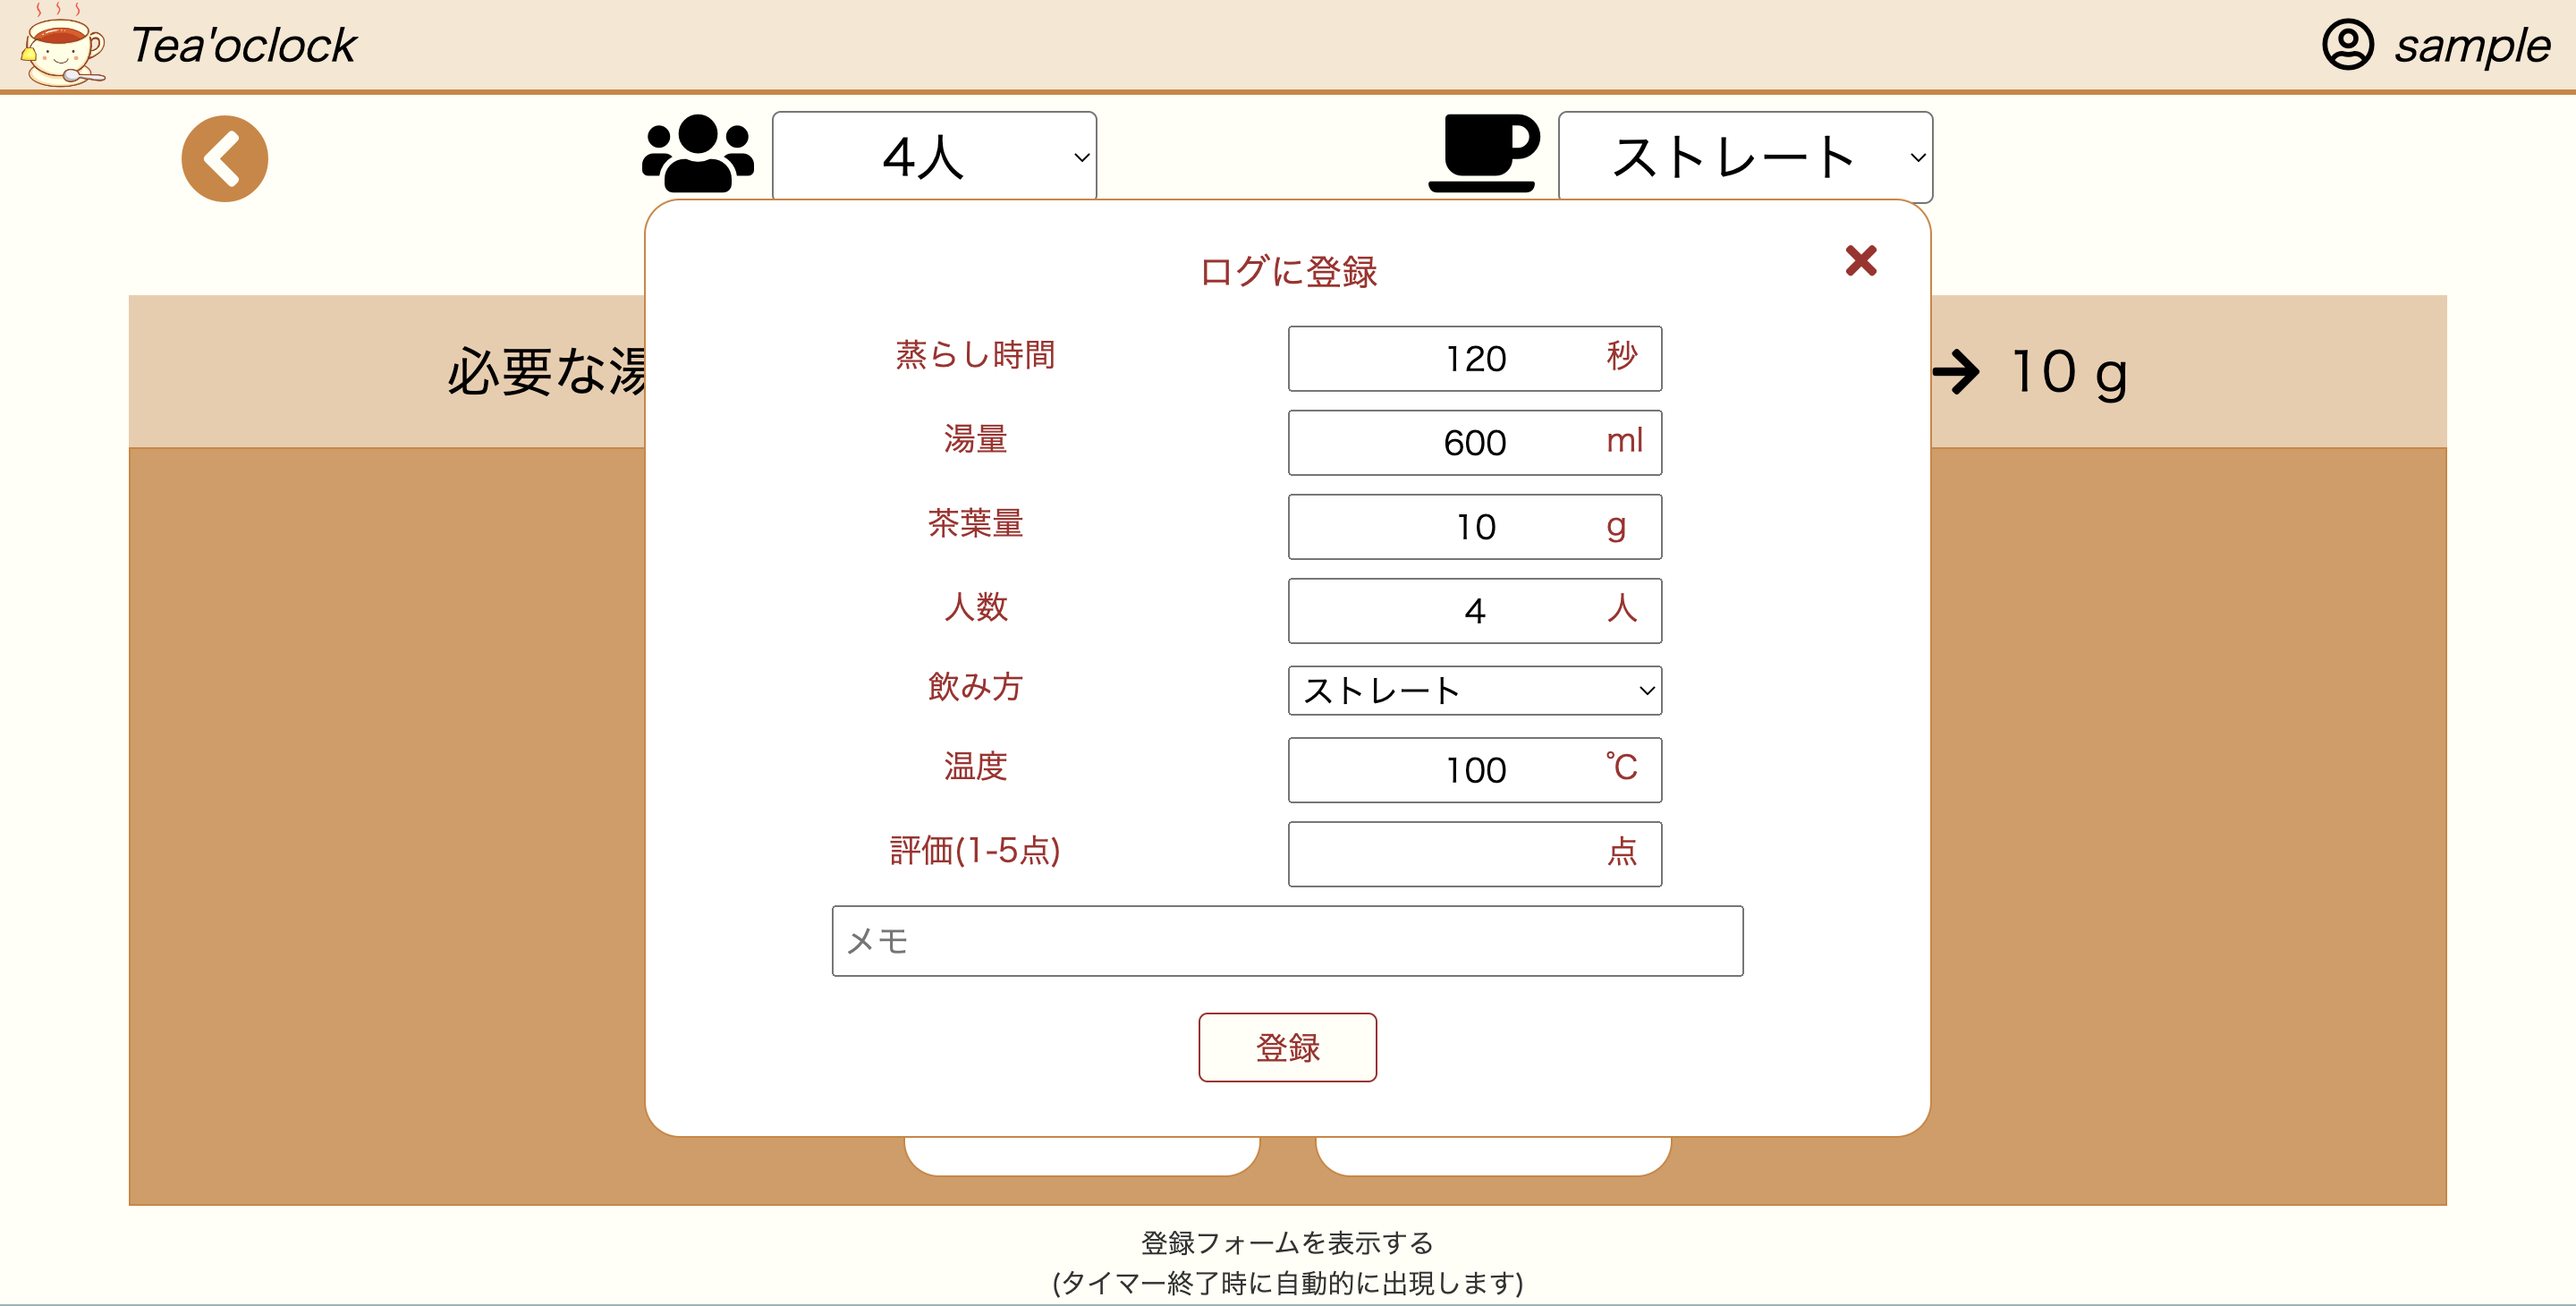 Tea'oclock
sample
4人
ストレート
ログに登録
必要な湯
→ 10 g
蒸らし時間 120 秒
湯量 600 ml
茶葉量 10 g
人数 4 人
飲み方 ストレート
温度 100 ℃
評価(1-5点) 点
メモ
登録
登録フォームを表示する
(タイマー終了時に自動的に出現します)